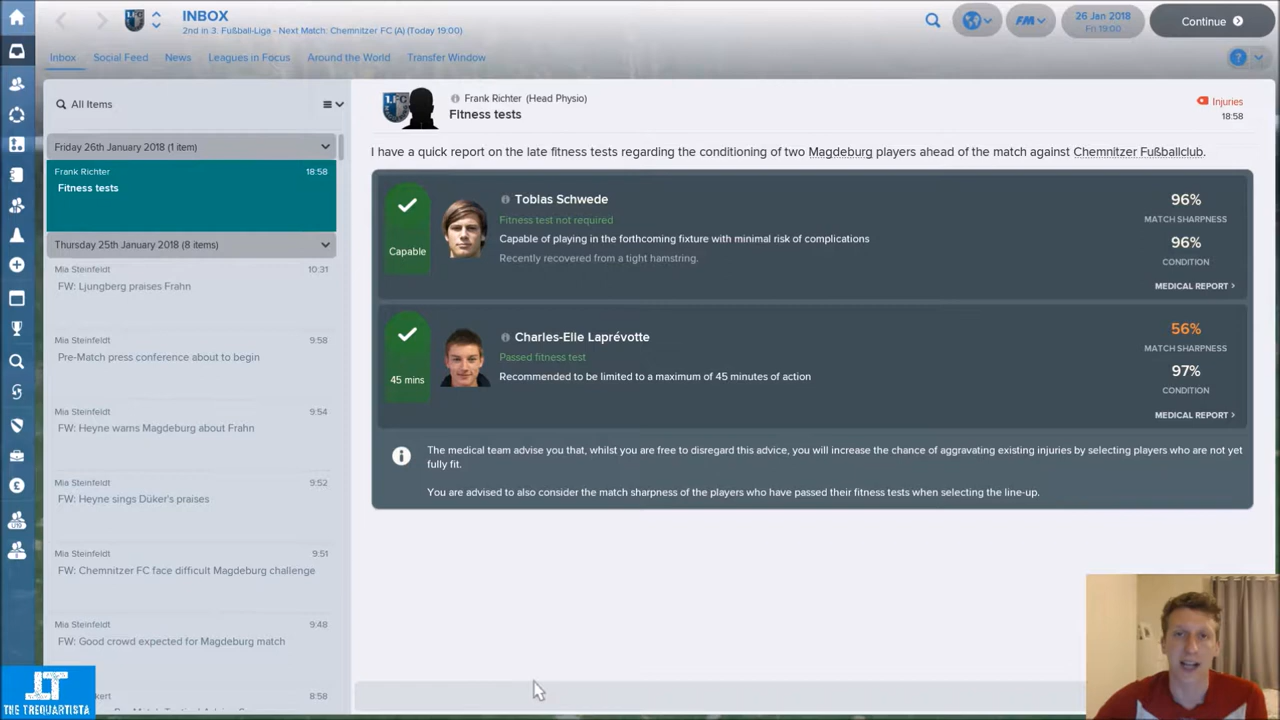 INBOX
2nd in 3. Fußball-Liga - Next Match: Chemnitzer FC (A) (Today 19:00)
FM
26 Jan 2018
Fri 19:00
Continue
Inbox
Social Feed
News
Leagues in Focus
Around the World
Transfer Window
?
All Items
Friday 26th January 2018 (1 item)
Frank Richter
18:58
Fitness tests
Thursday 25th January 2018 (8 items)
Mia Steinfeldt
10:31
FW: Ljungberg praises Frahn
Mia Steinfeldt
9:58
Pre-Match press conference about to begin
Mia Steinfeldt
9:54
FW: Heyne warns Magdeburg about Frahn
Mia Steinfeldt
9:52
FW: Heyne sings Düker's praises
Mia Steinfeldt
9:51
FW: Chemnitzer FC face difficult Magdeburg challenge
Mia Steinfeldt
9:48
FW: Good crowd expected for Magdeburg match
8:58
Frank Richter (Head Physio)
Fitness tests
Injuries
18:58
I have a quick report on the late fitness tests regarding the conditioning of two Magdeburg players ahead of the match against Chemnitzer Fußballclub.
Capable
Tobias Schwede
Fitness test not required
Capable of playing in the forthcoming fixture with minimal risk of complications
Recently recovered from a tight hamstring.
96%
MATCH SHARPNESS
96%
CONDITION
MEDICAL REPORT >
45 mins
Charles-Elie Laprévotte
Passed fitness test
Recommended to be limited to a maximum of 45 minutes of action
56%
MATCH SHARPNESS
97%
CONDITION
MEDICAL REPORT >
The medical team advise you that, whilst you are free to disregard this advice, you will increase the chance of aggravating existing injuries by selecting players who are not yet
fully fit.
You are advised to also consider the match sharpness of the players who have passed their fitness tests when selecting the line-up.
THE TREQUARTISTA